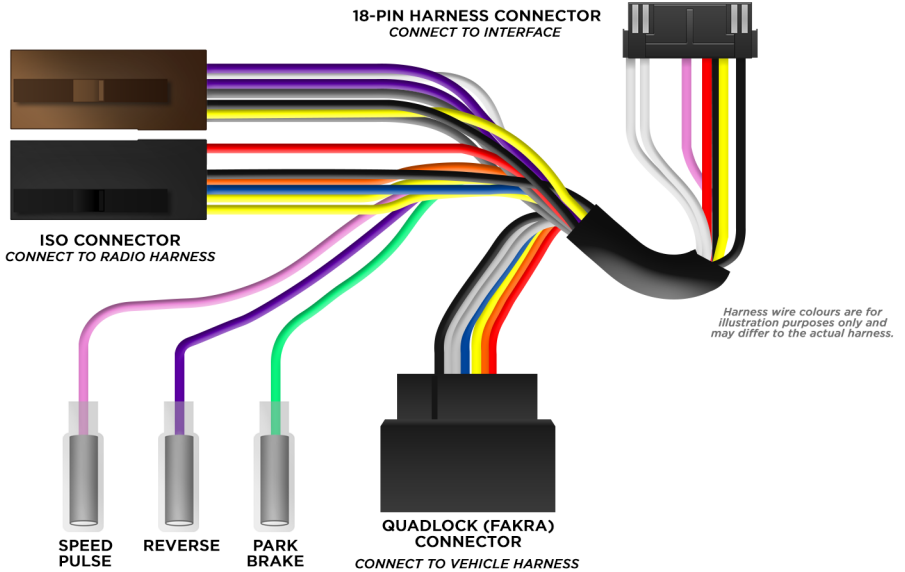 18-PIN HARNESS CONNECTOR
CONNECT TO INTERFACE
ISO CONNECTOR
CONNECT TO RADIO HARNESS
Harness wire colours are for
illustration purposes only and
may differ to the actual harness.
SPEED
PULSE
REVERSE
PARK
BRAKE
QUADLOCK (FAKRA)
CONNECTOR
CONNECT TO VEHICLE HARNESS